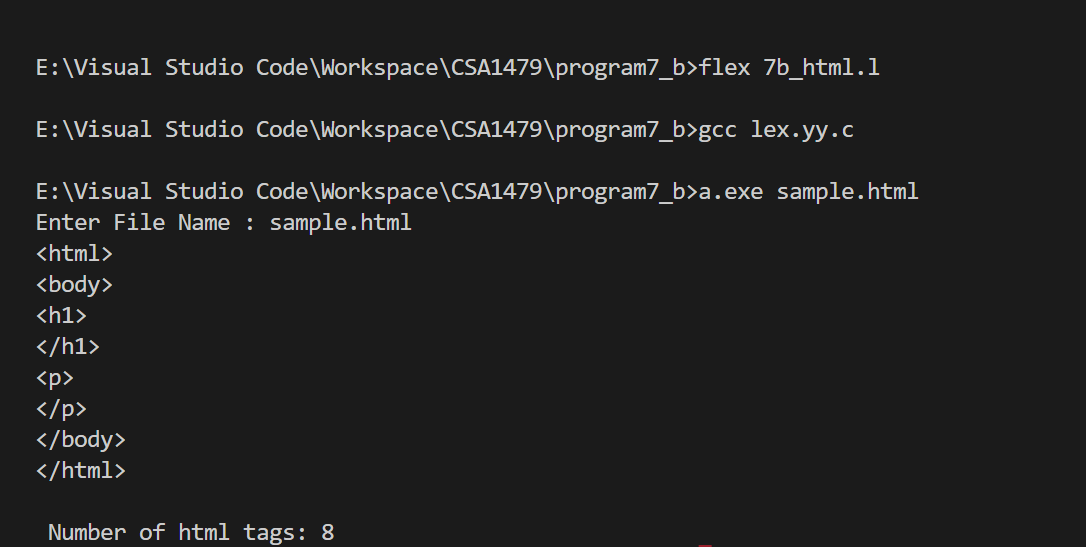 E:\Visual Studio Code\Workspace\CSA1479\program7_b>flex 7b_html.l
E:\Visual Studio Code\Workspace\CSA1479\program7_b>gcc lex.yy.c
E:\Visual Studio Code\Workspace\CSA1479\program7_b>a.exe sample.html
Enter File Name : sample.html
<html>
<body>
<h1>
</h1>
<p>
</p>
</body>
</html>
Number of html tags: 8